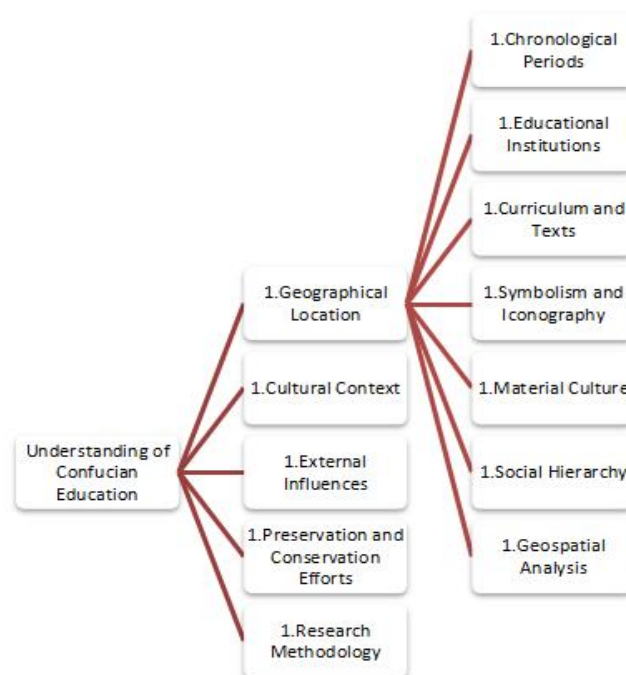 Understanding of
Confucian
Education
1.Geographical
Location
1.Cultural Context
1.External
Influences
1.Preservation and
Conservation
Efforts
1.Research
Methodology
1.Chronological
Periods
1.Educational
Institutions
1.Curriculum and
Texts
1.Symbolism and
Iconography
1.Material Culture
1.Social Hierarchy
1.Geospatial
Analysis